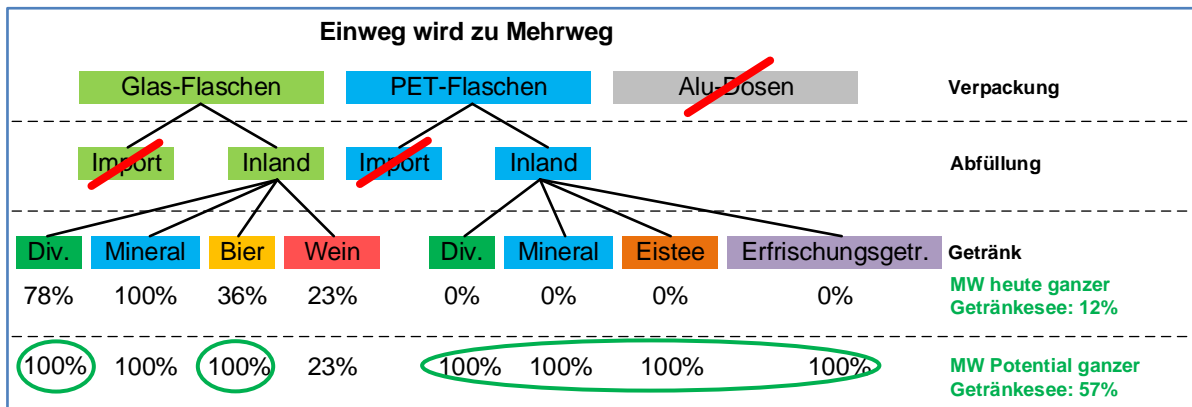 Einweg wird zu Mehrweg
Glas-Flaschen PET-Flaschen Alu-Dosen Verpackung
Import Inland Import Inland Abfüllung
Div. Mineral Bier Wein Div. Mineral Eistee Erfrischungsgetr. Getränk
78% 100% 36% 23% 0% 0% 0% 0% MW heute ganzer
Getränkesee: 12%
100% 100% 100% 23% 100% 100% 100% 100% MW Potential ganzer
Getränkesee: 57%